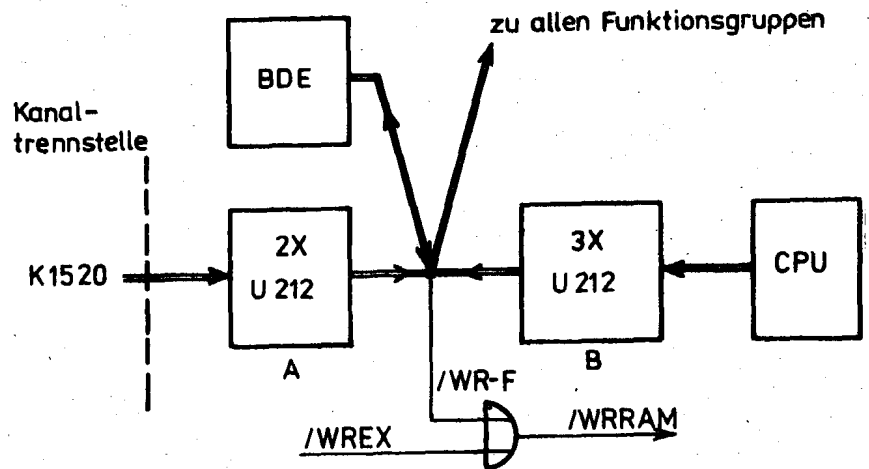 zu allen Funktionsgruppen
BDE
Kanal-
trennstelle
2X
U 212
3X
U 212
CPU
K1520
A
B
/WR-F
/WREX
/WRRAM